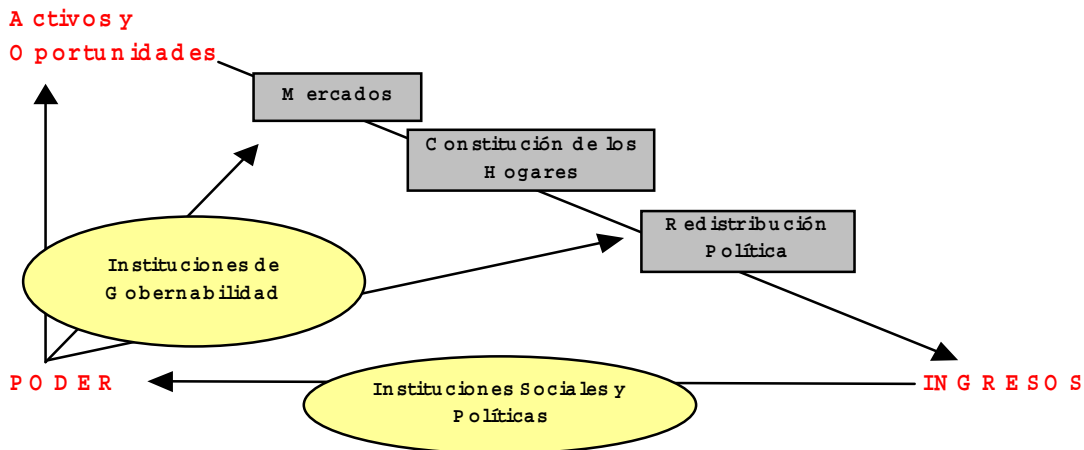 Activos y
Oportunidades
Mercados
Constitución de los
Hogares
Redistribución
Política
Instituciones de
Gobernabilidad
PODER
Instituciones Sociales y
Políticas
INGRESOS